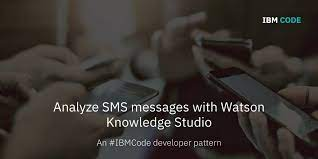 IBM CODE
Analyze SMS messages with Watson
Knowledge Studio
An #IBMCode developer pattern